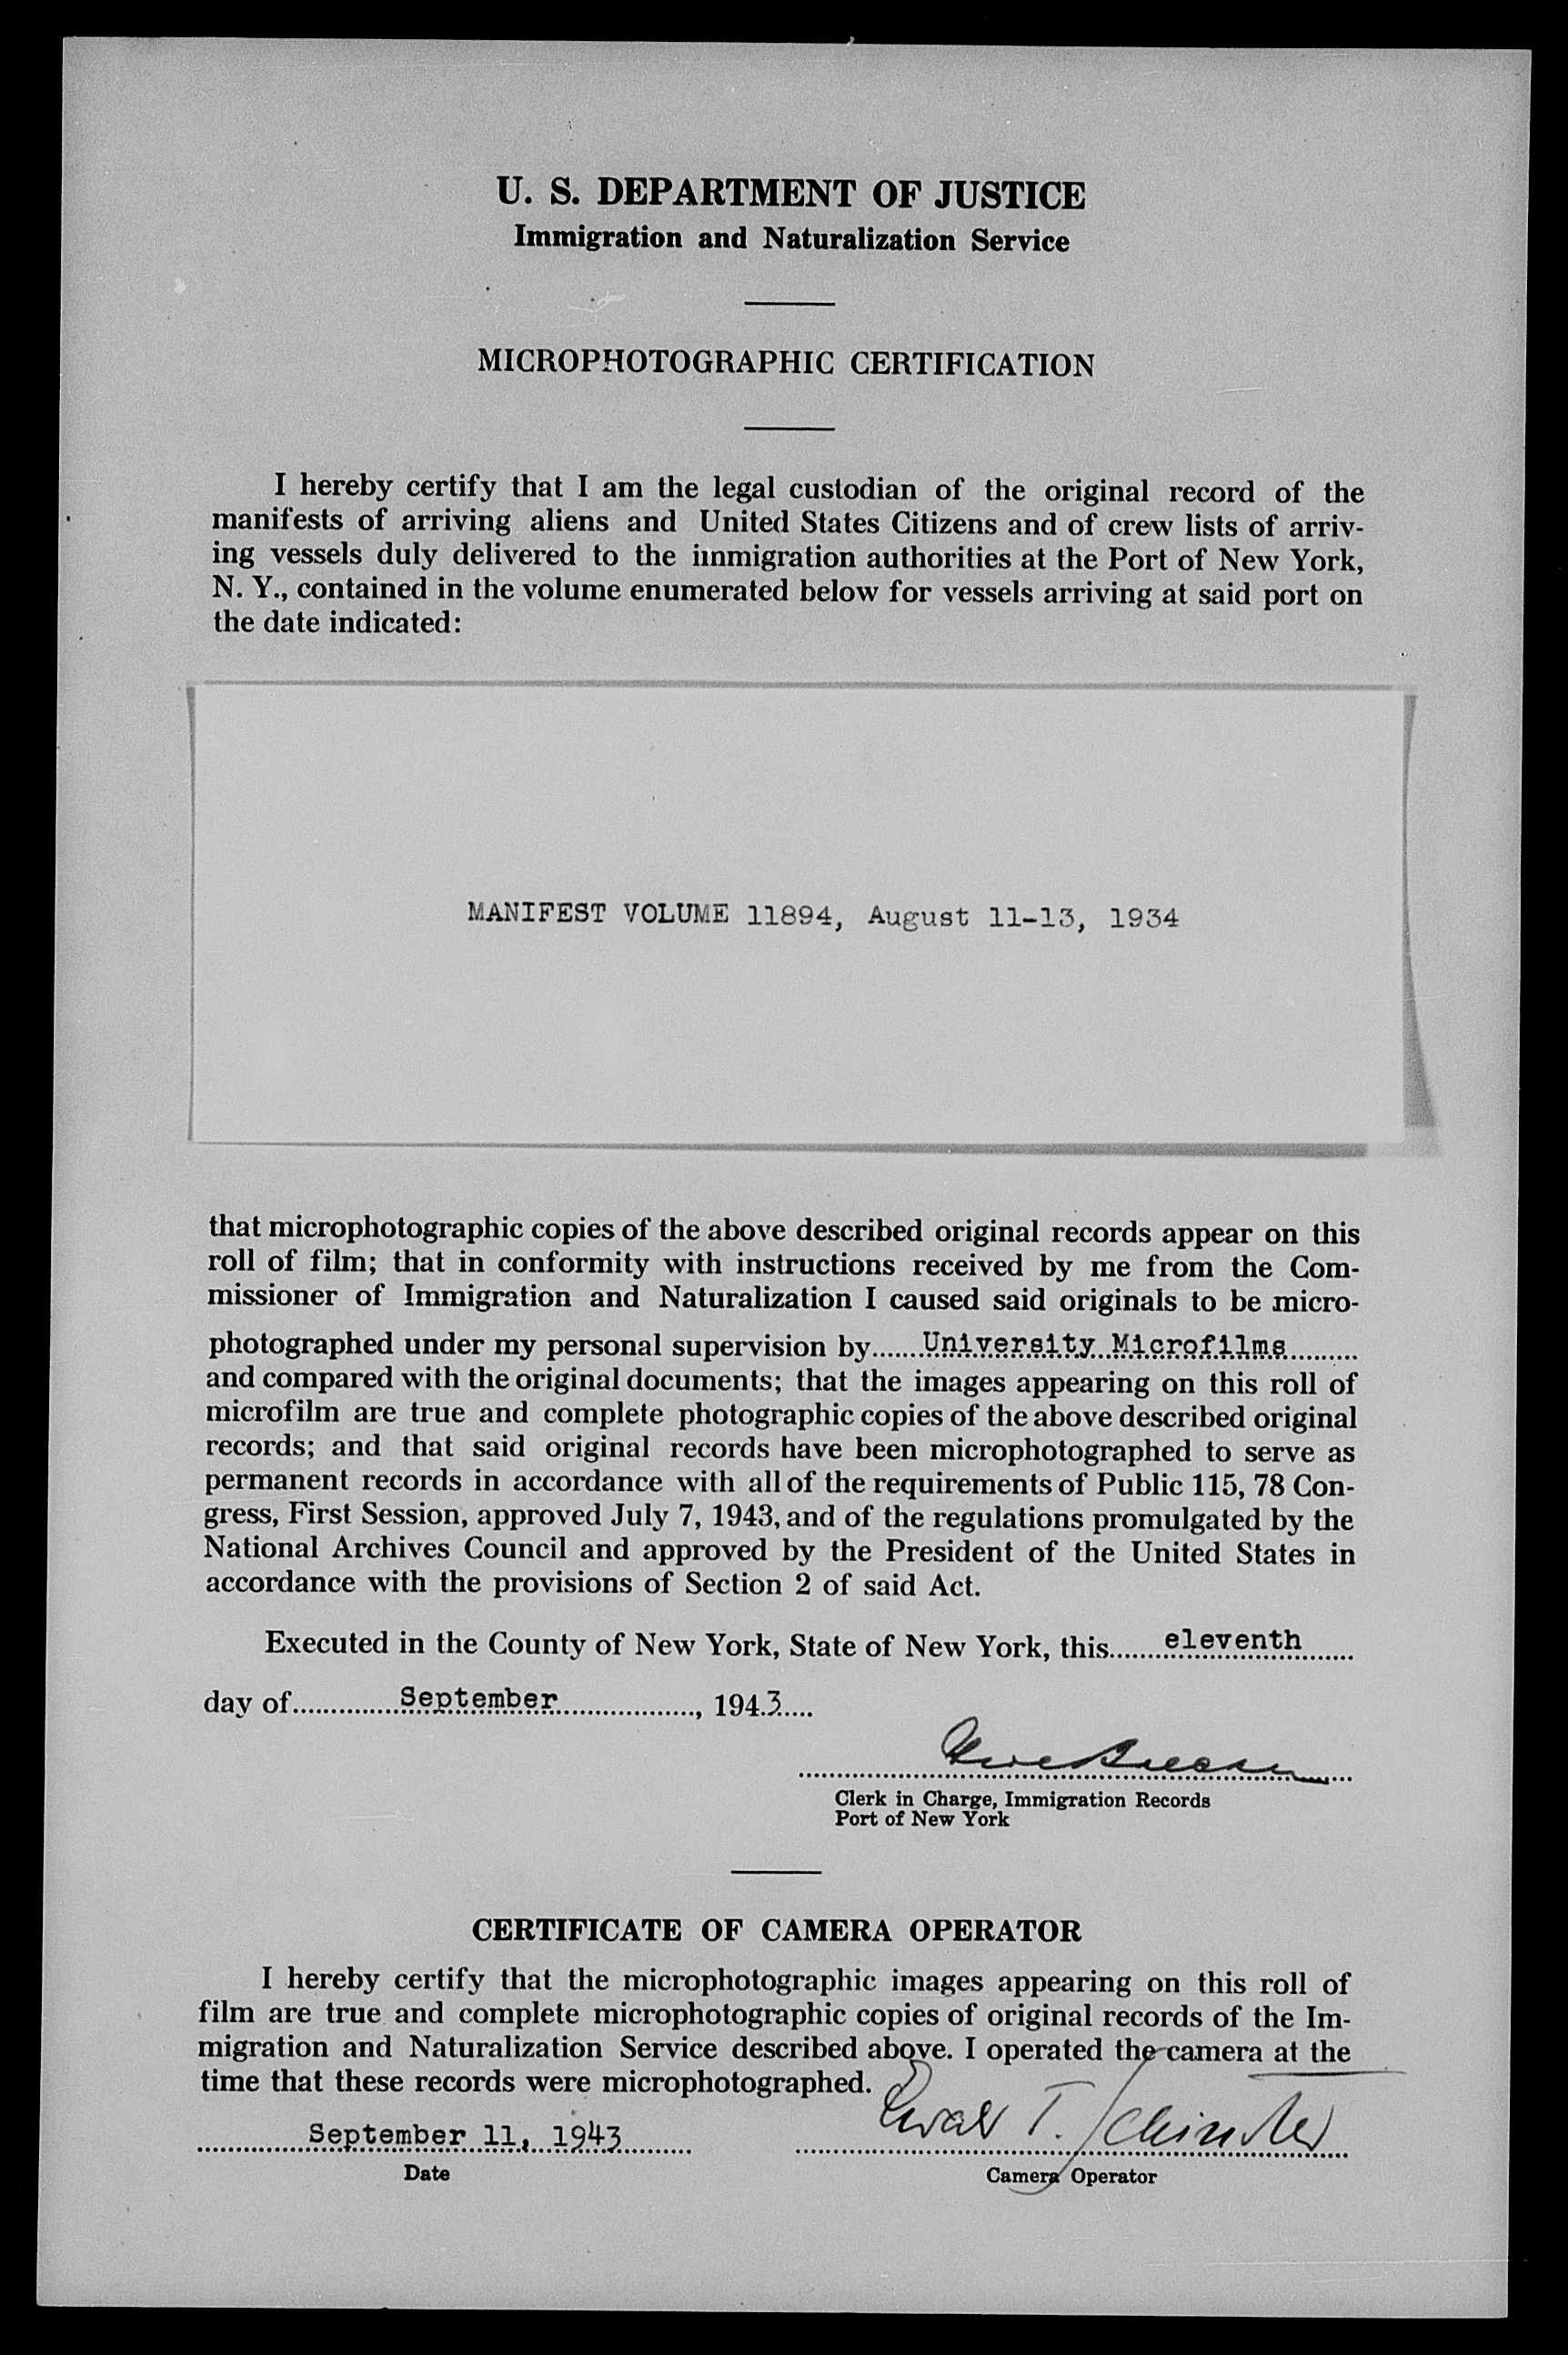 U. S. DEPARTMENT OF JUSTICE
Immigration and Naturalization Service
MICROPHOTOGRAPHIC CERTIFICATION
I hereby certify that I am the legal custodian of the original record of the
manifests of arriving aliens and United States Citizens and of crew lists of arriv-
ing vessels duly delivered to the immigration authorities at the Port of New York,
N. Y., contained in the volume enumerated below for vessels arriving at said port on
the date indicated:
MANIFEST VOLUME 11894, August 11-13, 1934
that microphotographic copies of the above described original records appear on this
roll of film; that in conformity with instructions received by me from the Com-
missioner of Immigration and Naturalization I caused said originals to be micro-
photographed under my personal supervision by University Microfilms
and compared with the original documents; that the images appearing on this roll of
microfilm are true and complete photographic copies of the above described original
records; and that said original records have been microphotographed to serve as
permanent records in accordance with all of the requirements of Public 115, 78 Con-
gress, First Session, approved July 7, 1943, and of the regulations promulgated by the
National Archives Council and approved by the President of the United States in
accordance with the provisions of Section 2 of said Act.
Executed in the County of New York, State of New York, this eleventh
day of September, 1943
Clerk in Charge, Immigration Records
Port of New York
CERTIFICATE OF CAMERA OPERATOR
I hereby certify that the microphotographic images appearing on this roll of
film are true and complete microphotographic copies of original records of the Im-
migration and Naturalization Service described above. I operated the camera at the
time that these records were microphotographed.
September 11, 1943 T. Schindler
Date Camera Operator